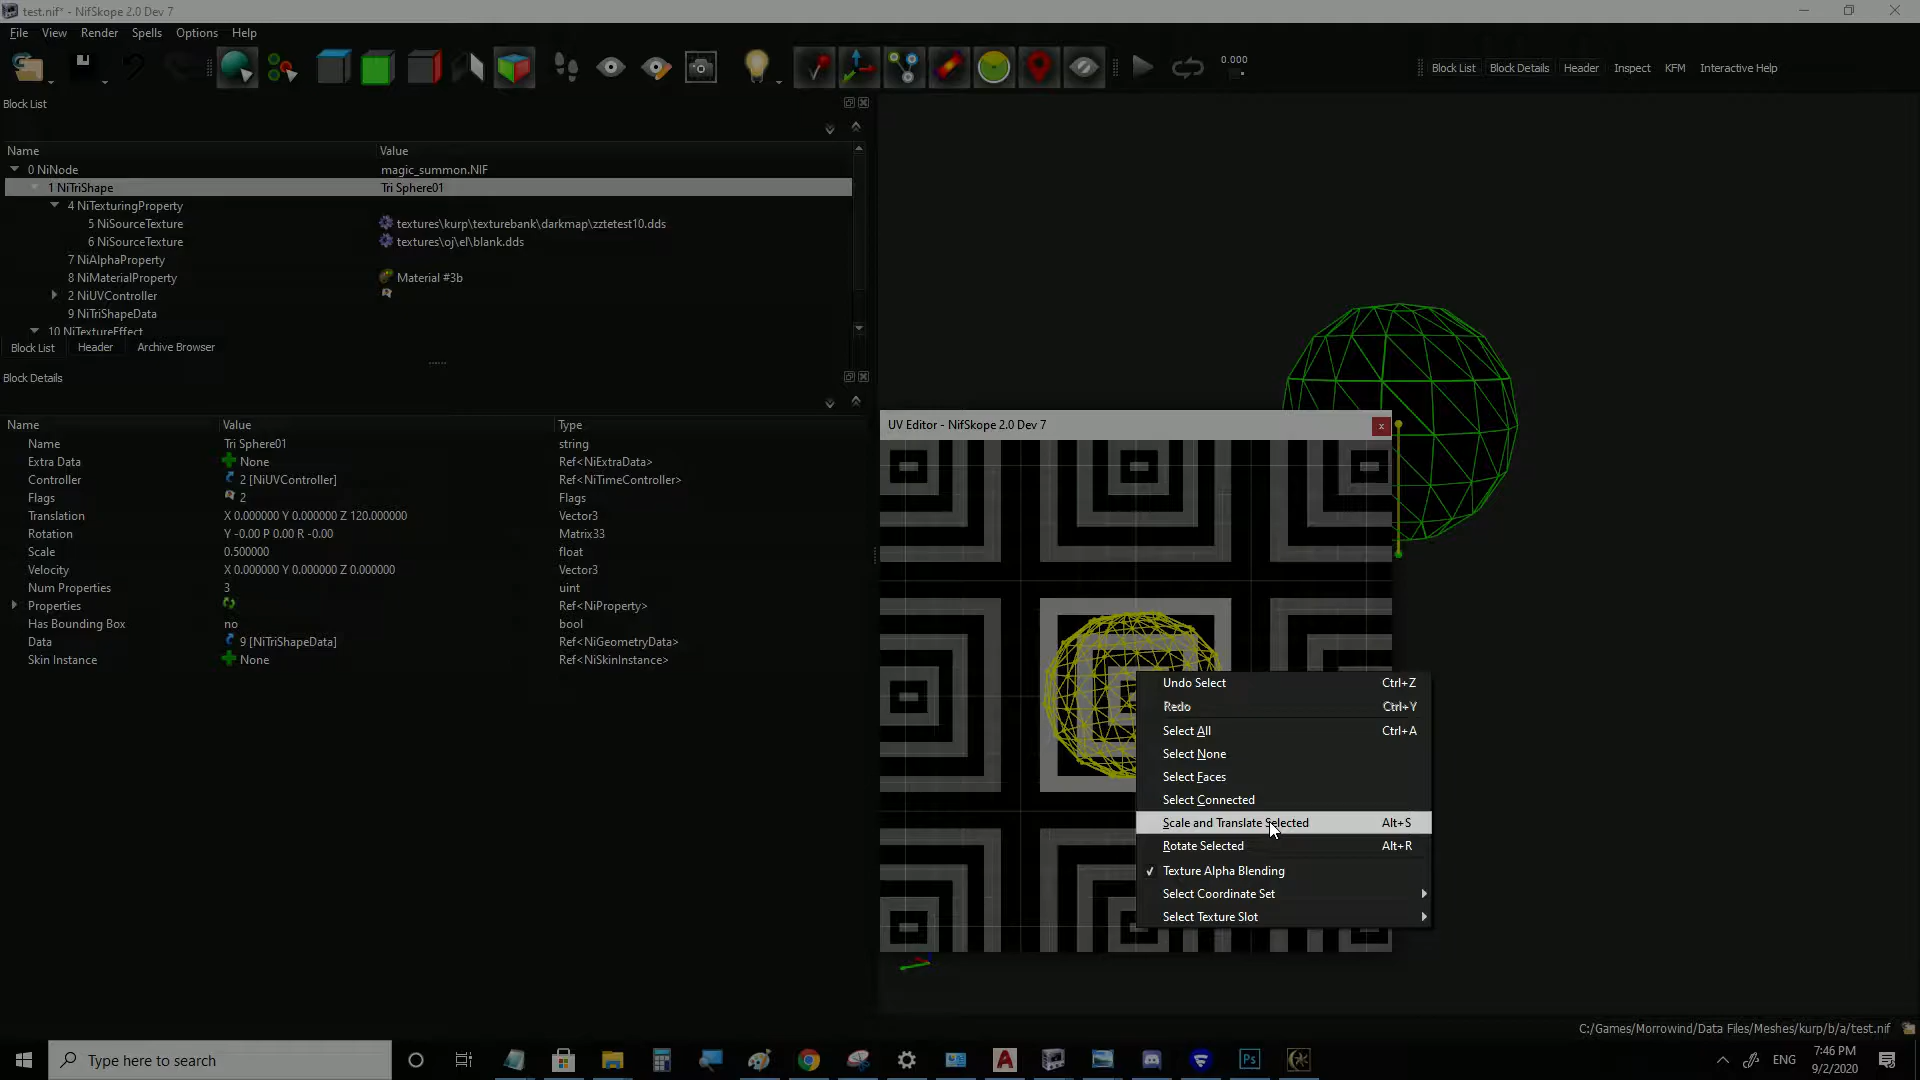 test.nif* - NifSkope 2.0 Dev 7
File View Render Spells Options Help
0.000
Block List Block Details Header Inspect KFM Interactive Help
Block List
Name Value
0 NiNode magic_summon.NIF
1 NiTriShape Tri Sphere01
4 NiTexturingProperty
5 NiSourceTexture textures\kurp\texturebank\darkmap\zztetest10.dds
6 NiSourceTexture textures\oj\el\blank.dds
7 NiAlphaProperty
8 NiMaterialProperty Material #3b
2 NiUVController
9 NiTriShapeData
10 NiTextureEffect
Block List Header Archive Browser
Block Details
Name Value Type
Name Tri Sphere01 string
Extra Data None Ref<NiExtraData>
Controller 2 [NiUVController] Ref<NiTimeController>
Flags 2 Flags
Translation X 0.000000 Y 0.000000 Z 120.000000 Vector3
Rotation Y -0.00 P 0.00 R -0.00 Matrix33
Scale 0.500000 float
Velocity X 0.000000 Y 0.000000 Z 0.000000 Vector3
Num Properties 3 uint
Properties Ref<NiProperty>
Has Bounding Box no bool
Data 9 [NiTriShapeData] Ref<NiGeometryData>
Skin Instance None Ref<NiSkinInstance>
UV Editor - NifSkope 2.0 Dev 7
Undo Select Ctrl+Z
Redo Ctrl+Y
Select All Ctrl+A
Select None
Select Faces
Select Connected
Scale and Translate Selected Alt+S
Rotate Selected Alt+R
Texture Alpha Blending
Select Coordinate Set
Select Texture Slot
C:/Games/Morrowind/Data Files/Meshes/kurp/b/a/test.nif
Type here to search
Ps
ENG
7:46 PM
9/2/2020